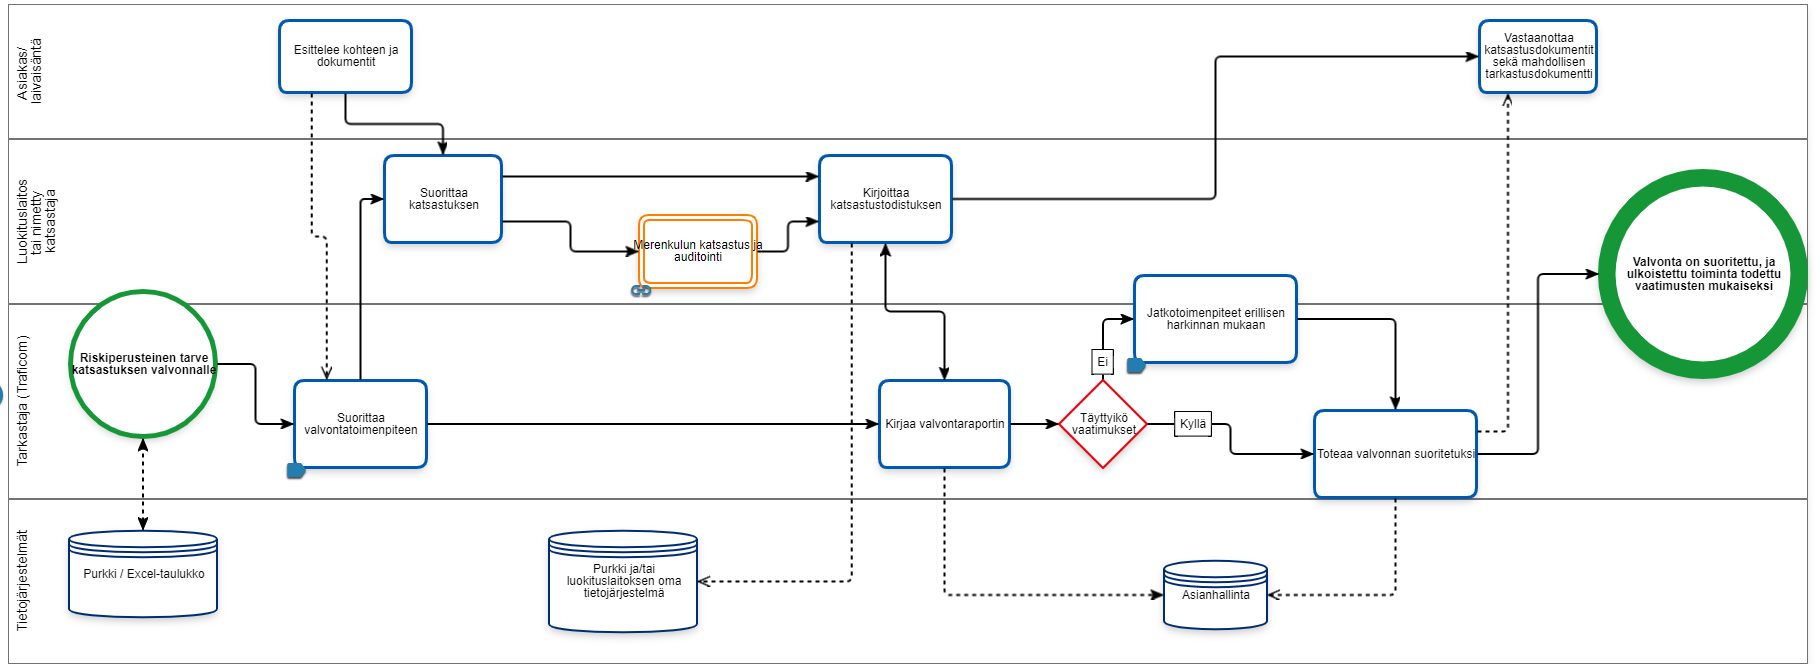 Asiakas/
laivaisäntä
Esittelee kohteen ja
dokumentit
Vastaanottaa
katsastusdokumentit
sekä mahdollisen
tarkastusdokumentti
Luokituslaitos
tai nimetty
katsastaja
Suorittaa
katsastuksen
Merenkulun katsastus ja
auditointi
Kirjoittaa
katsastustodistuksen
Valvonta on suoritettu, ja
ulkoistettu toiminta todettu
vaatimusten mukaiseksi
Tarkastaja (Traficom)
Riskiperusteinen tarve
katsastuksen valvonnalle
Suorittaa
valvontatoimenpiteen
Kirjaa valvontaraportin
Täyttyikö
vaatimukset
Ei
Kyllä
Jatkotoimenpiteet erillisen
harkinnan mukaan
Toteaa valvonnan suoritetuksi
Tietojärjestelmät
Purkki / Excel-taulukko
Purkki ja/tai
luokituslaitoksen oma
tietojärjestelmä
Asianhallinta